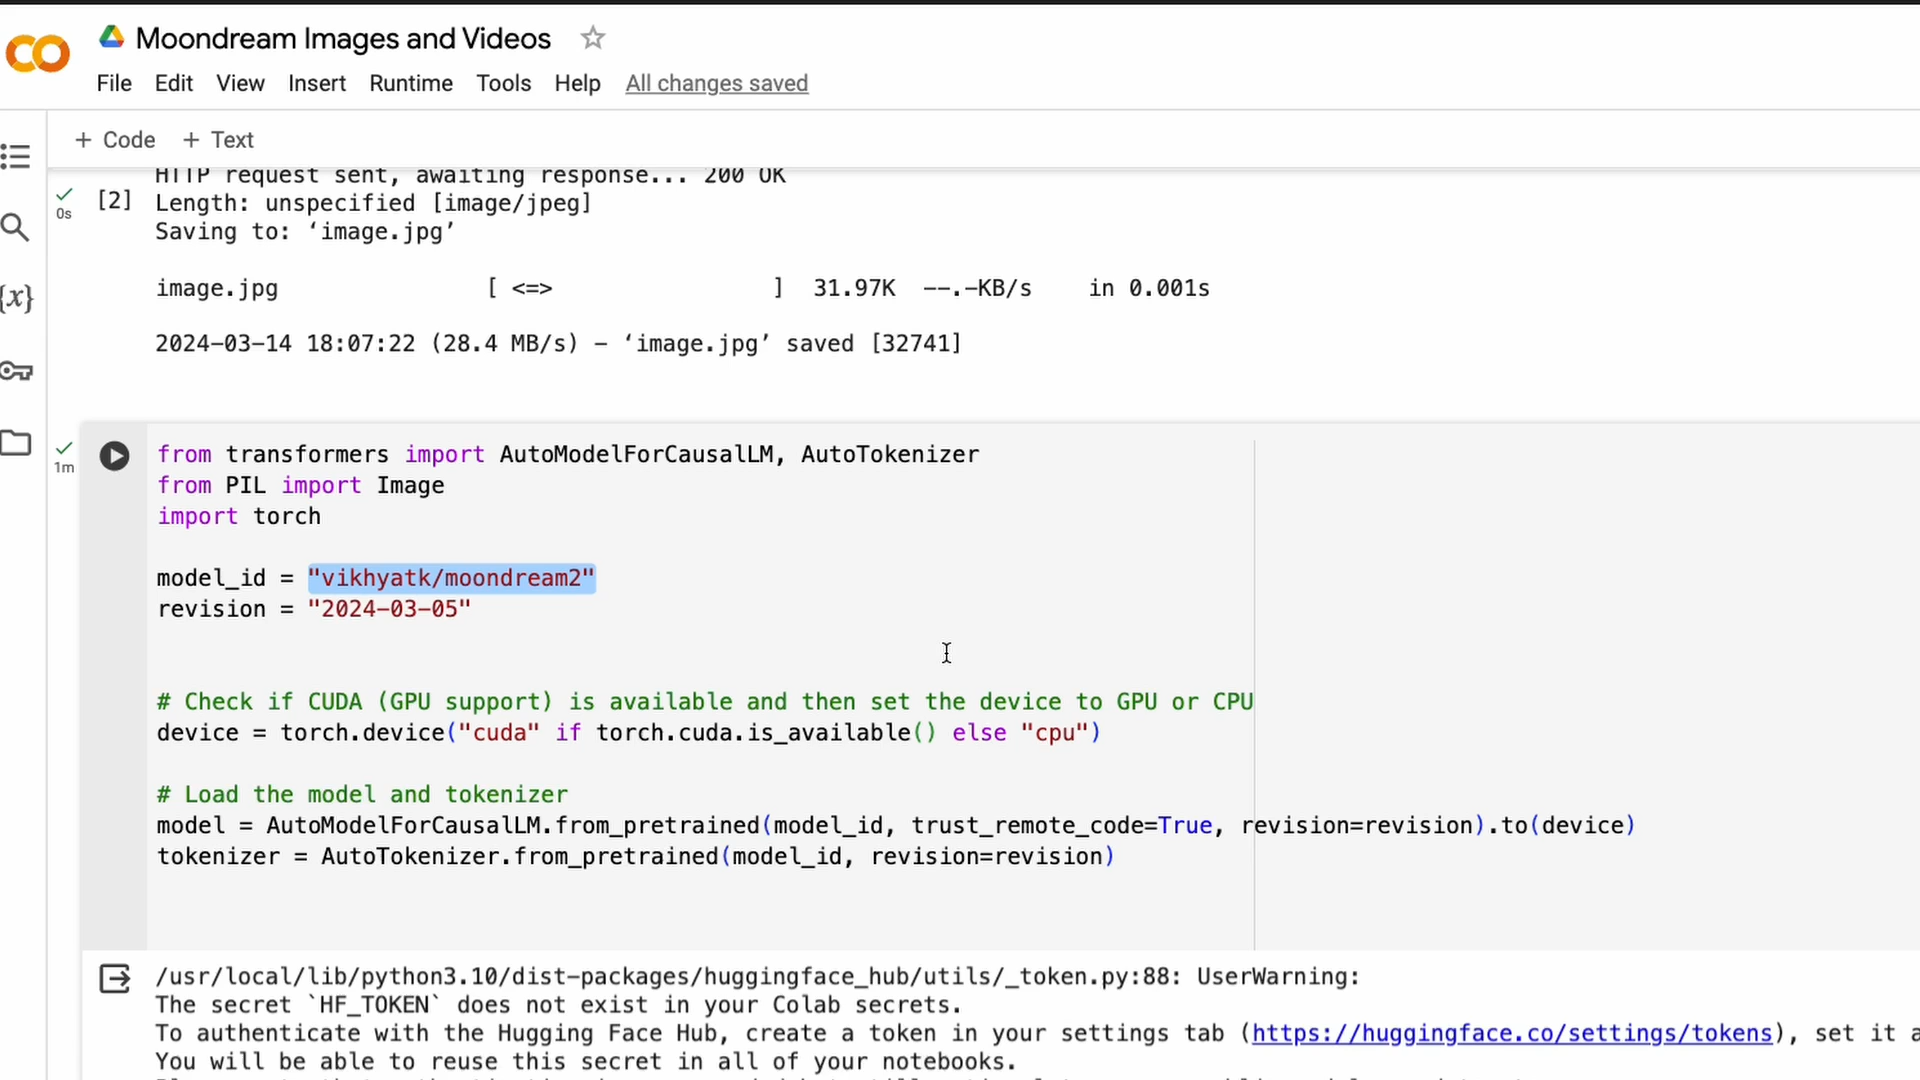 Moondream Images and Videos
File Edit View Insert Runtime Tools Help All changes saved
+ Code + Text
HTTP request sent, awaiting response... 200 OK
[2] Length: unspecified [image/jpeg]
0s
Saving to: ‘image.jpg’
image.jpg [ <=> ] 31.97K --.-KB/s in 0.001s
2024-03-14 18:07:22 (28.4 MB/s) - ‘image.jpg’ saved [32741]
{x}
1m
from transformers import AutoModelForCausalLM, AutoTokenizer
from PIL import Image
import torch
model_id = "vikhyatk/moondream2"
revision = "2024-03-05"
# Check if CUDA (GPU support) is available and then set the device to GPU or CPU
device = torch.device("cuda" if torch.cuda.is_available() else "cpu")
# Load the model and tokenizer
model = AutoModelForCausalLM.from_pretrained(model_id, trust_remote_code=True, revision=revision).to(device)
tokenizer = AutoTokenizer.from_pretrained(model_id, revision=revision)
/usr/local/lib/python3.10/dist-packages/huggingface_hub/utils/_token.py:88: UserWarning:
The secret `HF_TOKEN` does not exist in your Colab secrets.
To authenticate with the Hugging Face Hub, create a token in your settings tab (https://huggingface.co/settings/tokens), set it a
You will be able to reuse this secret in all of your notebooks.